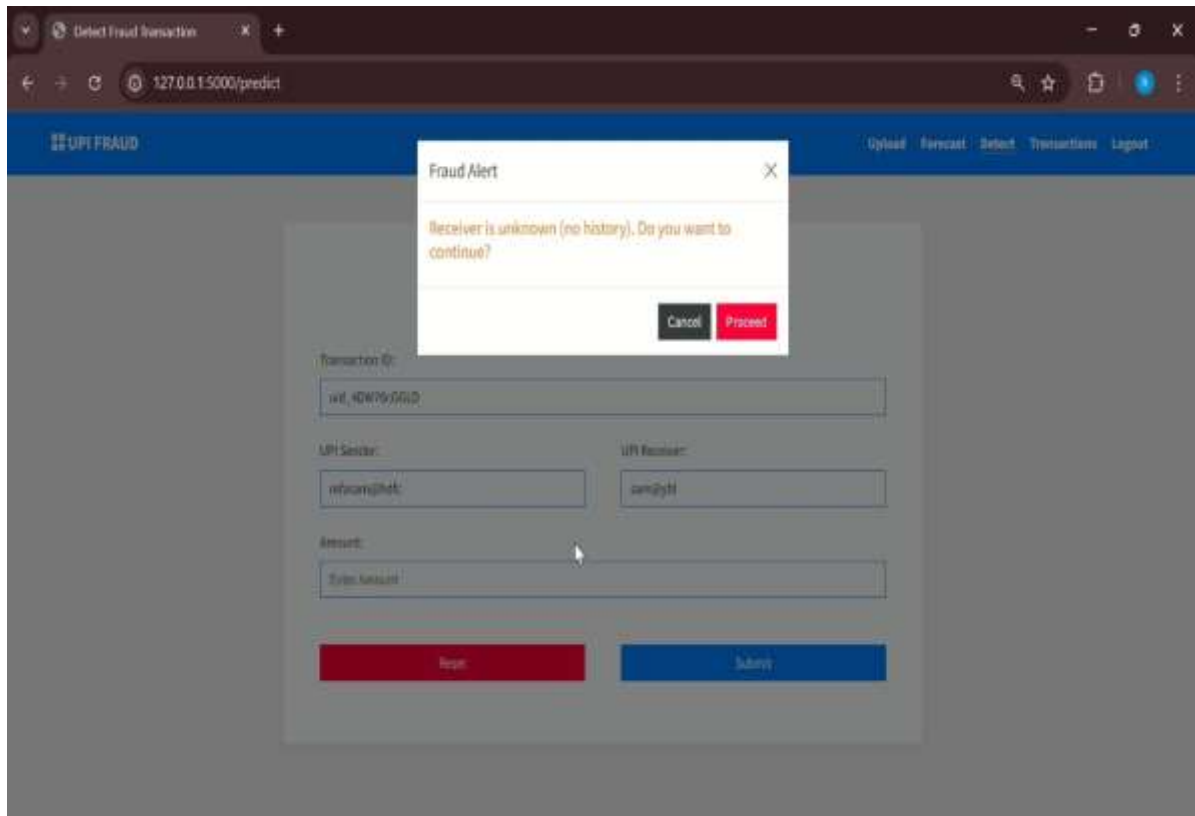 Detect Fraud Transaction
127.0.0.1:5000/predict
UPI FRAUD
Upload Forecast Detect Transactions Logout
Fraud Alert
Receiver is unknown (no history). Do you want to
continue?
Cancel Proceed
Transaction ID:
UPI Sender: UPI Receiver:
sam@ybl
Amount:
Enter Amount
Reset Submit